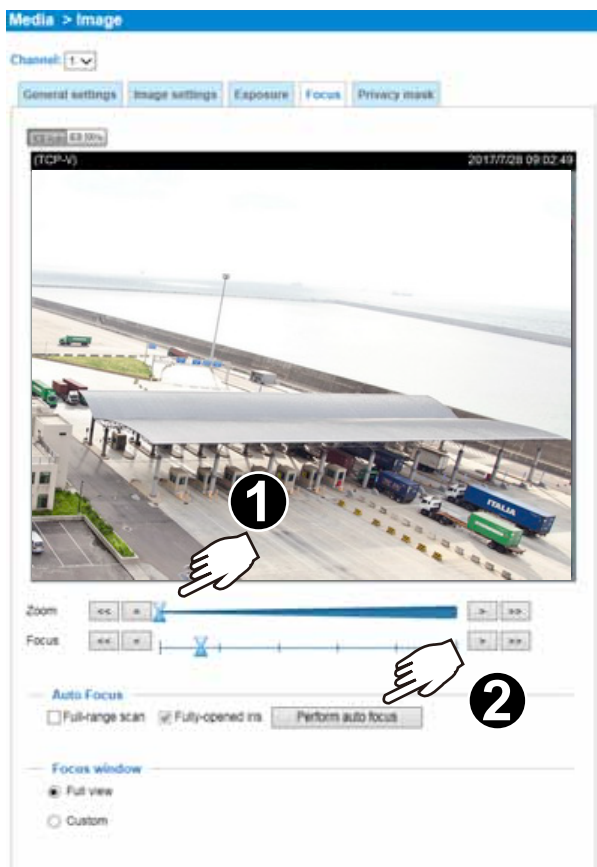 Media > Image
Channel: 1
General settings Image settings Exposure Focus Privacy mask
(TCP-V) 2017/7/28 09:02:49
ITALIA
1
Zoom << < > >>
Focus << < > >>
Auto Focus
Full-range scan Fully-opened iris Perform auto focus
2
Focus window
Full view
Custom